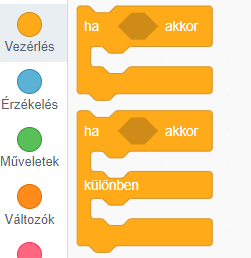 Vezérlés
Érzékelés
Műveletek
Változók
ha akkor
ha akkor
különben